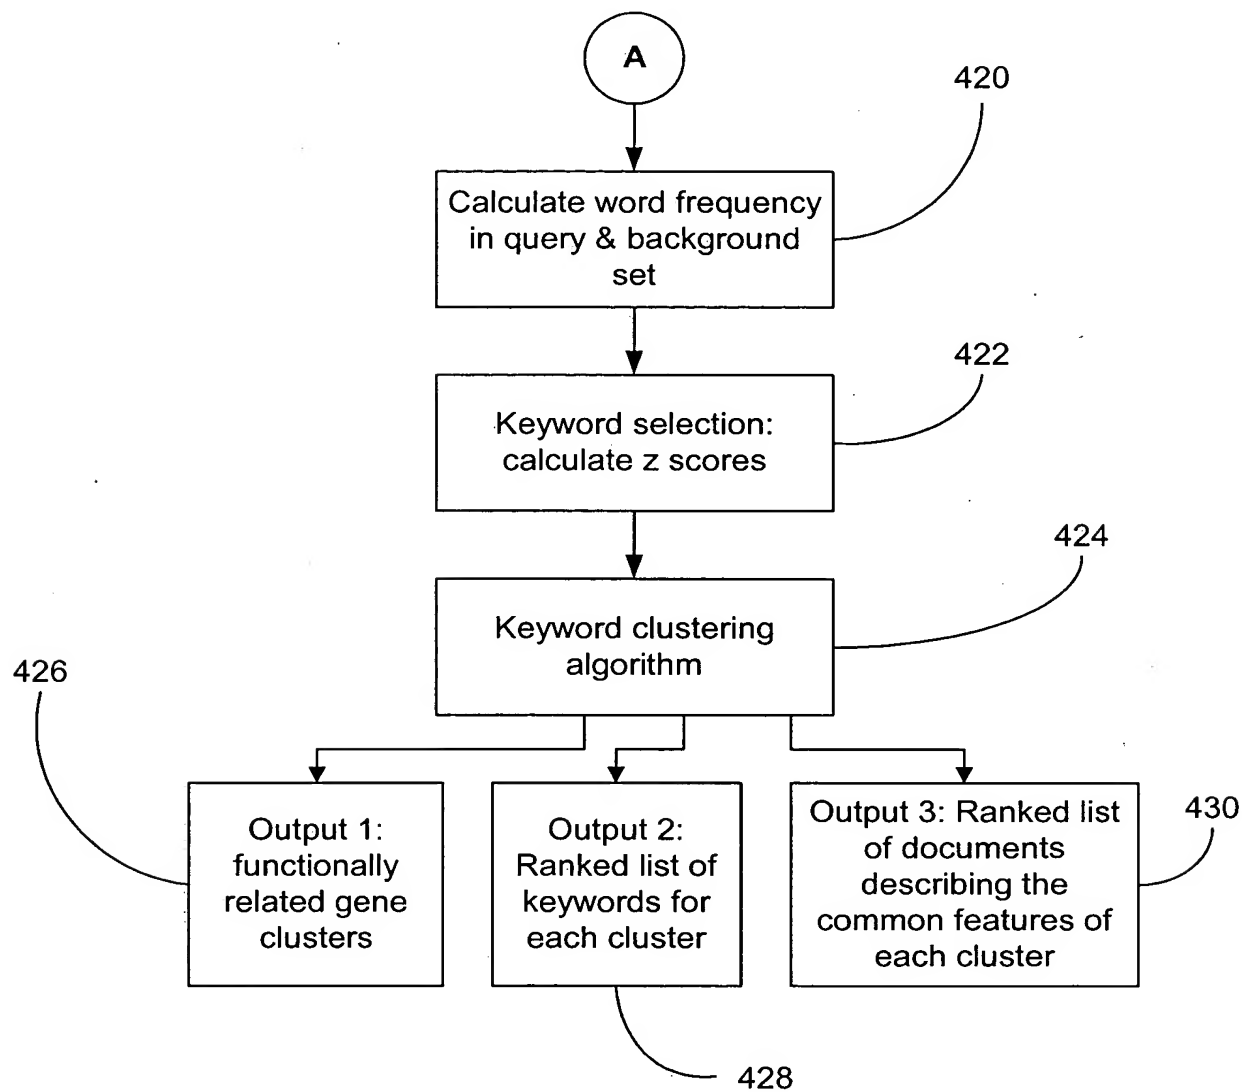 A
420
Calculate word frequency
in query & background
set
422
Keyword selection:
calculate z scores
424
Keyword clustering
algorithm
426
Output 1:
functionally
related gene
clusters
Output 2:
Ranked list of
keywords for
each cluster
Output 3: Ranked list
of documents
describing the
common features of
each cluster
430
428